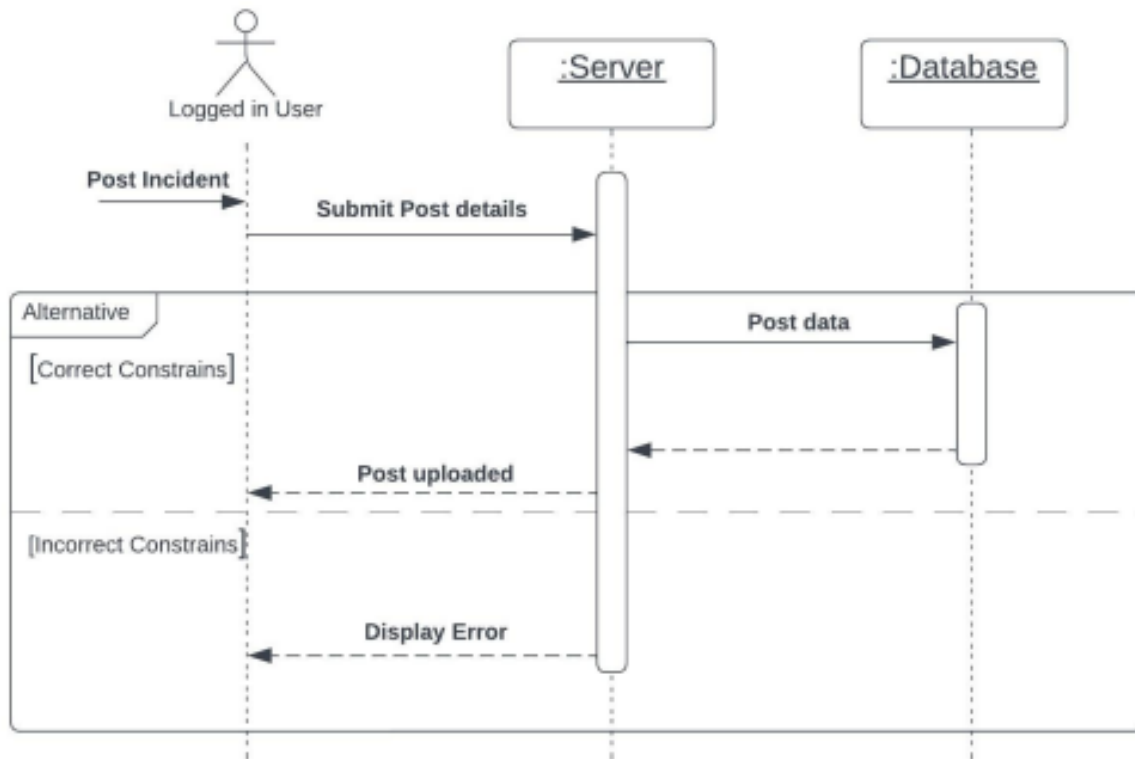 Logged in User
:Server
:Database
Post Incident
Submit Post details
Alternative
[Correct Constrains]
Post data
Post uploaded
[Incorrect Constrains]
Display Error